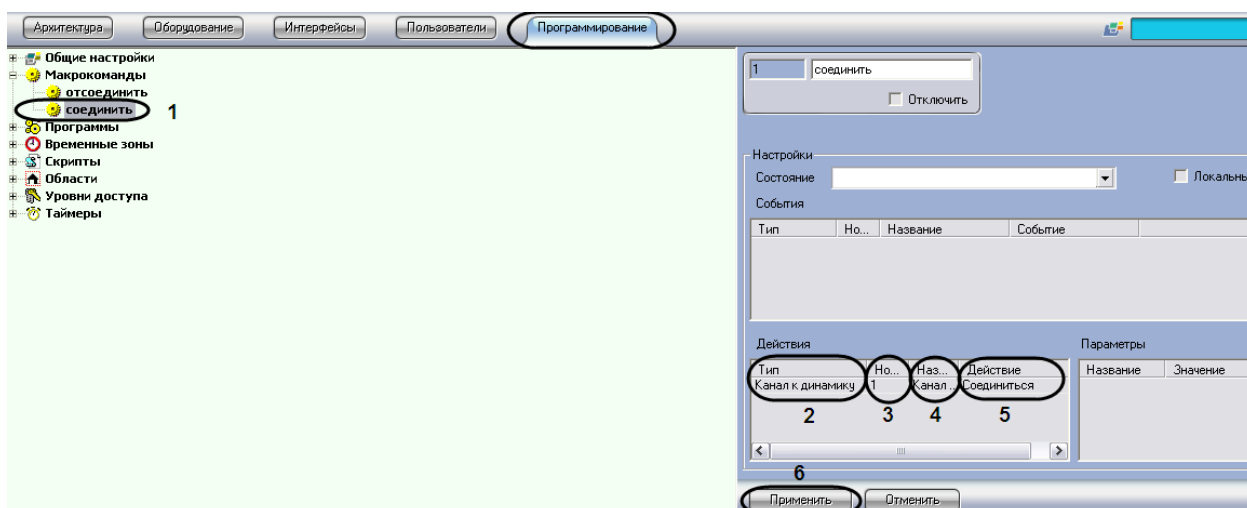 Архитектура Оборудование Интерфейсы Пользователи Программирование
Общие настройки
Макрокоманды
отсоединить
соединить 1
Программы
Временные зоны
Скрипты
Области
Уровни доступа
Таймеры
1 соединить
Отключить
Настройки
Состояние Локальны
События
Тип Но... Название Событие
Действия Параметры
Тип Но... Наз... Действие Название Значение
Канал к динамику 1 Канал ... Соединиться
2 3 4 5
6
Применить Отменить